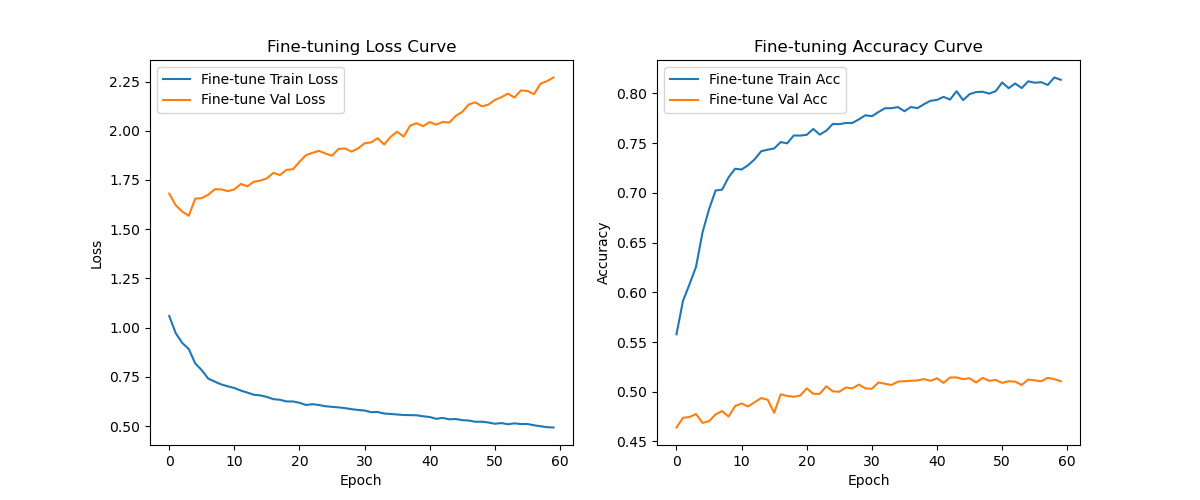 Fine-tuning Loss Curve
Fine-tune Train Loss
Fine-tune Val Loss
2.25
2.00
1.75
1.50
1.25
1.00
0.75
0.50
Loss
0 10 20 30 40 50 60
Epoch
Fine-tuning Accuracy Curve
Fine-tune Train Acc
Fine-tune Val Acc
0.80
0.75
0.70
0.65
0.60
0.55
0.50
0.45
Accuracy
0 10 20 30 40 50 60
Epoch